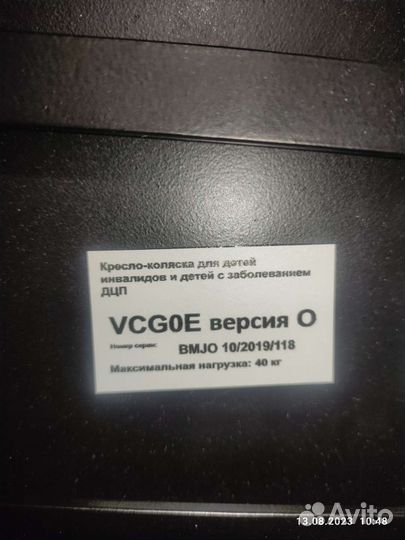 Кресло-коляска для детей
инвалидов и детей с заболеванием
ДЦП
VCG0E версия О
Номер серии: BMJO 10/2019/118
Максимальная нагрузка: 40 кг
Avito
13.08.2023 10:48